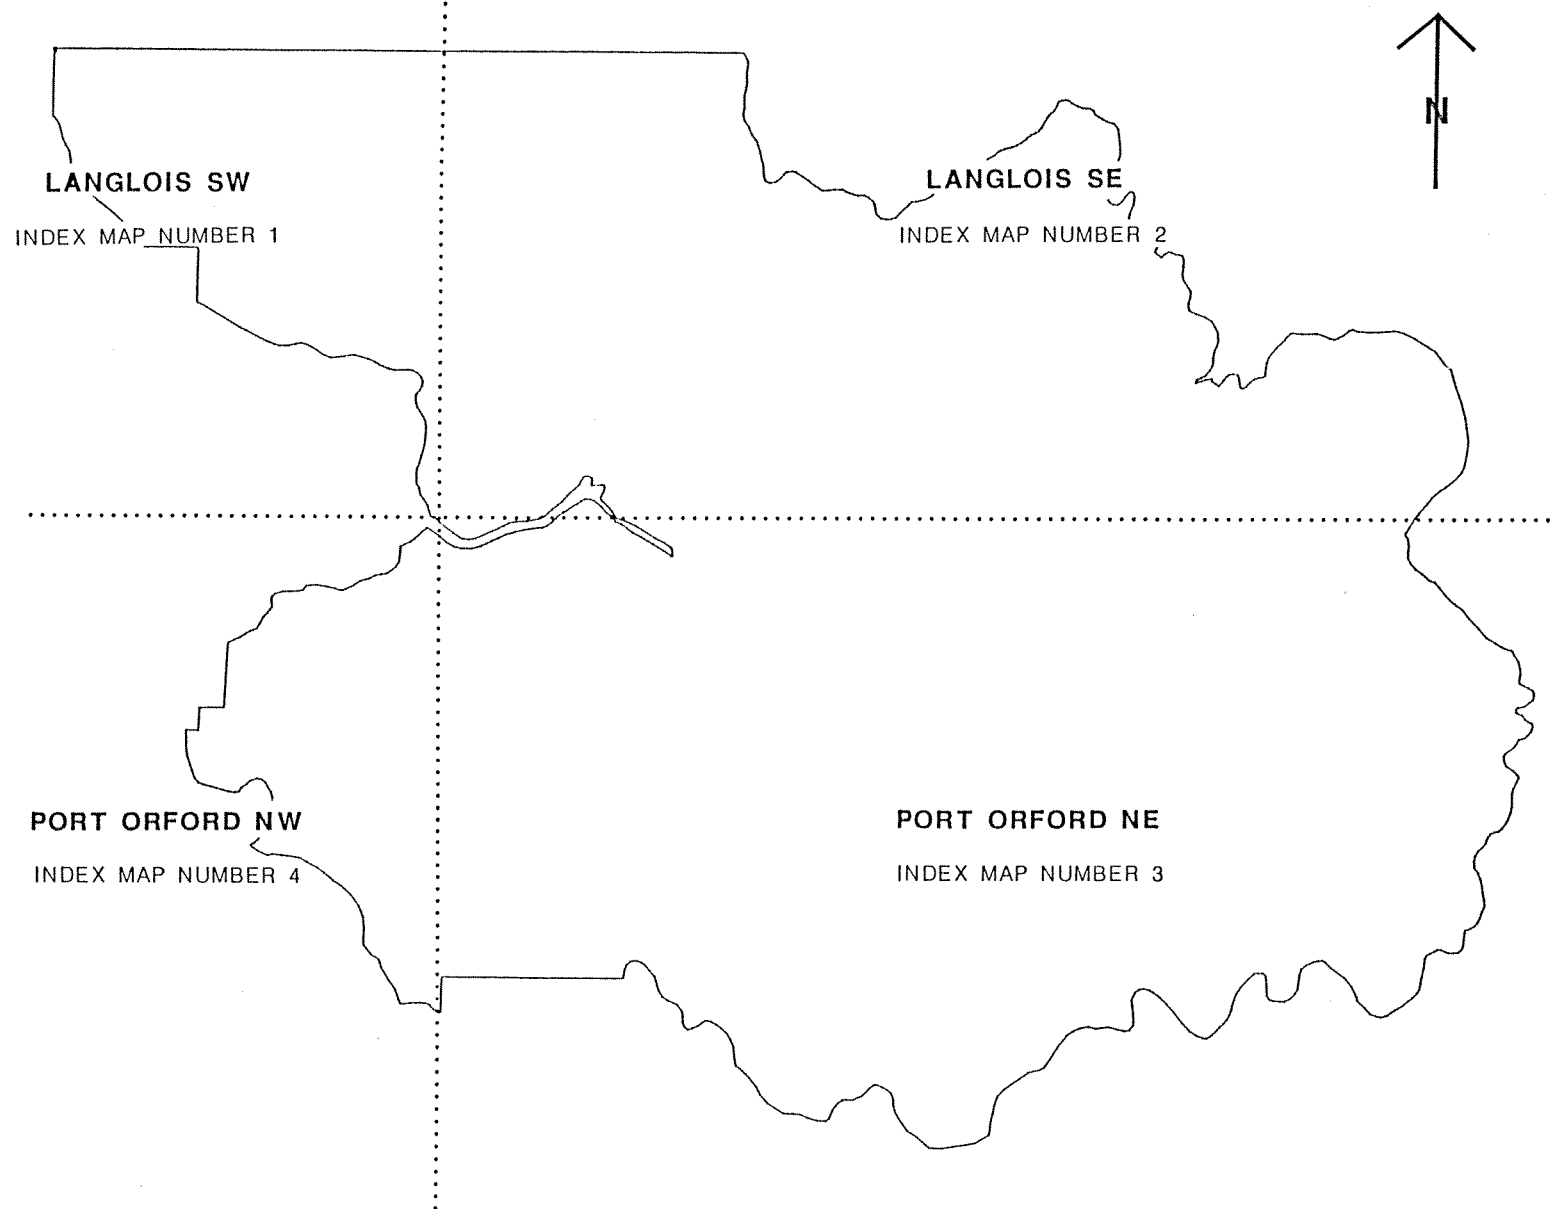 N
LANGLOIS SW
INDEX MAP NUMBER 1
LANGLOIS SE
INDEX MAP NUMBER 2
PORT ORFORD NW
INDEX MAP NUMBER 4
PORT ORFORD NE
INDEX MAP NUMBER 3